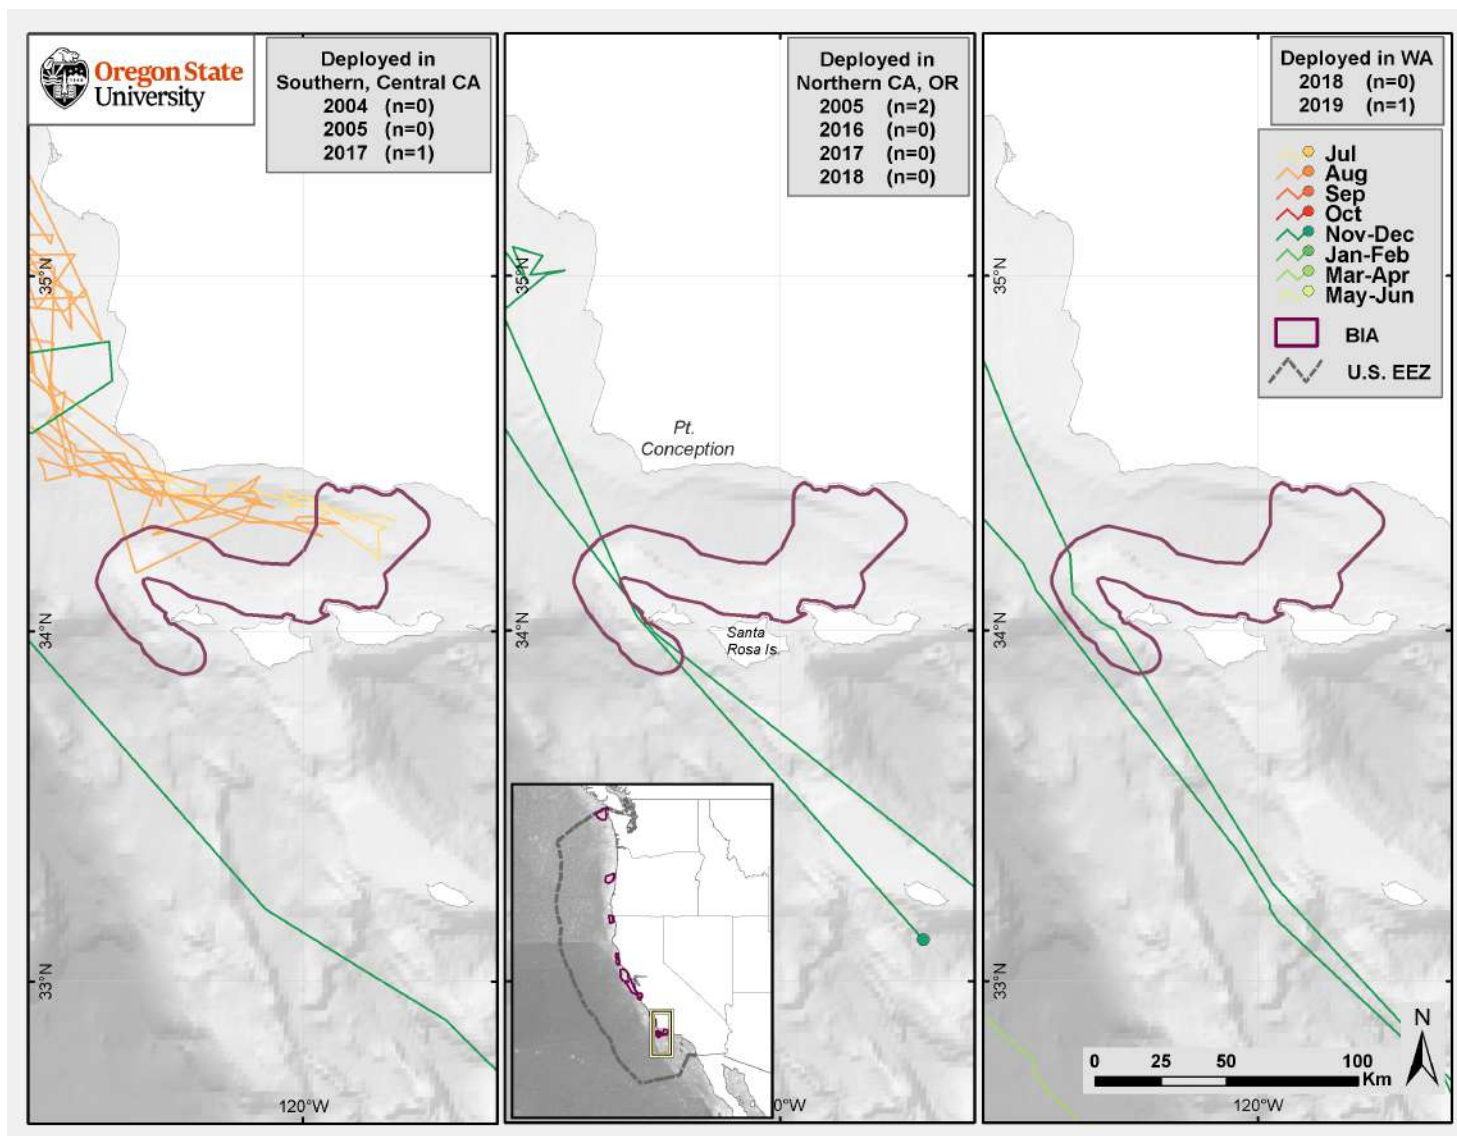 Oregon State
University
Deployed in
Southern, Central CA
2004 (n=0)
2005 (n=0)
2017 (n=1)
Deployed in
Northern CA, OR
2005 (n=2)
2016 (n=0)
2017 (n=0)
2018 (n=0)
Deployed in WA
2018 (n=0)
2019 (n=1)
Jul
Aug
Sep
Oct
Nov-Dec
Jan-Feb
Mar-Apr
May-Jun
BIA
U.S. EEZ
35°N
35°N
35°N
Pt.
Conception
34°N
34°N
34°N
Santa
Rosa Is.
33°N
33°N
N
0 25 50 100
Km
120°W
0°W
120°W